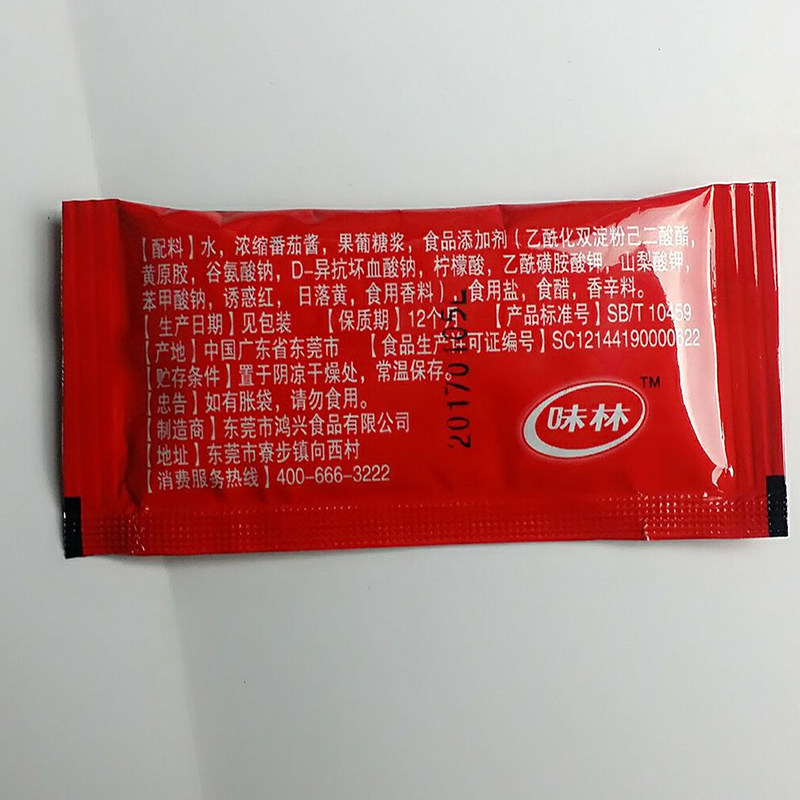 【配料】水，浓缩番茄酱，果葡糖浆，食品添加剂（乙酰化双淀粉己二酸酯，
黄原胶，谷氨酸钠，D-异抗坏血酸钠，柠檬酸，乙酰磺胺酸钾，山梨酸钾，
苯甲酸钠，诱惑红，日落黄，食用香料），食用盐，食醋，香辛料。
【生产日期】见包装 【保质期】12个月 【产品标准号】SB/T 10459
【产地】中国广东省东莞市 【食品生产许可证编号】SC12144190000622
【贮存条件】置于阴凉干燥处，常温保存。
【忠告】如有胀袋，请勿食用。
【制造商】东莞市鸿兴食品有限公司
【地址】东莞市寮步镇向西村
【消费服务热线】400-666-3222
味林 TM